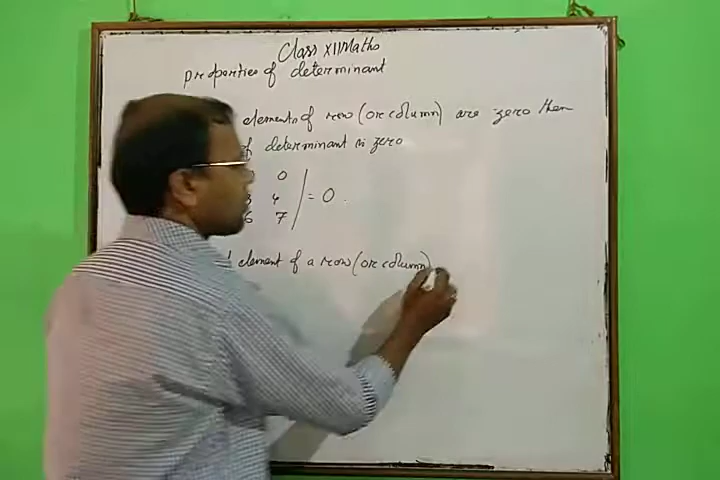 Class XII Maths
properties of determinant
elements of row (or column) are zero then
of determinant is zero
0
3 4 = 0 .
6 7
element of a row (or column)